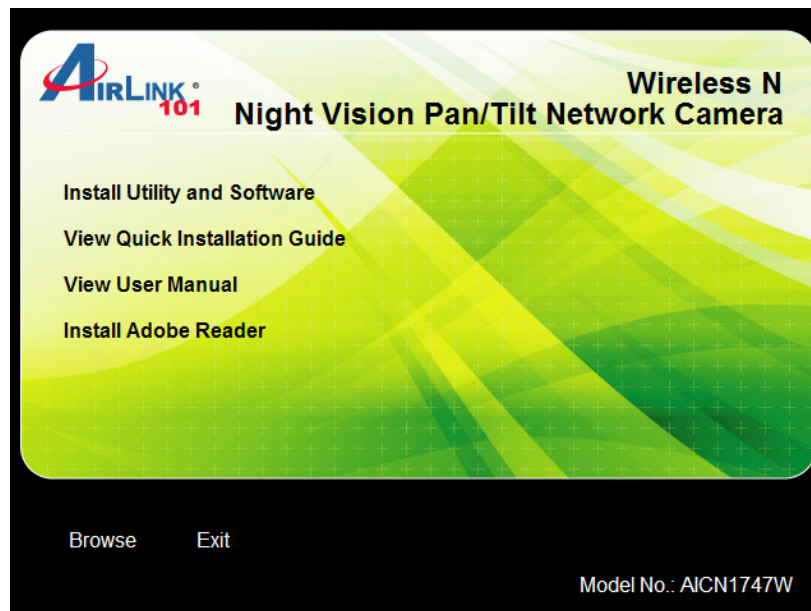 AIRLINK®
101
Wireless N
Night Vision Pan/Tilt Network Camera
Install Utility and Software
View Quick Installation Guide
View User Manual
Install Adobe Reader
Browse Exit
Model No.: AICN1747W